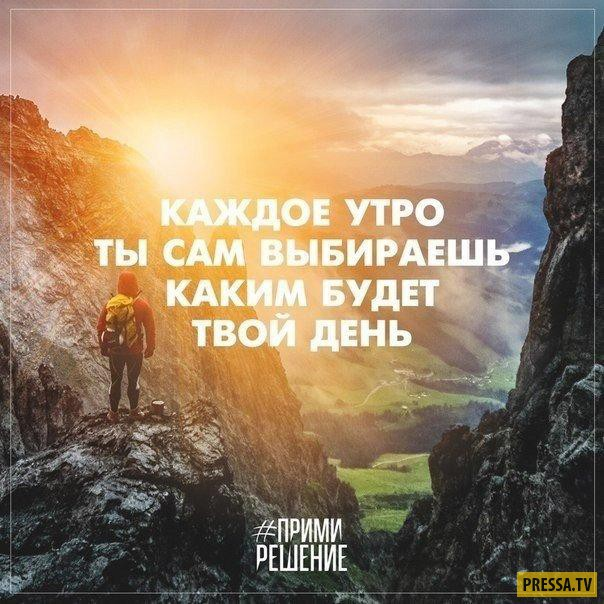 КАЖДОЕ УТРО
ТЫ САМ ВЫБИРАЕШЬ
КАКИМ БУДЕТ
ТВОЙ ДЕНЬ
#ПРИМИ
РЕШЕНИЕ
PRESSA.TV